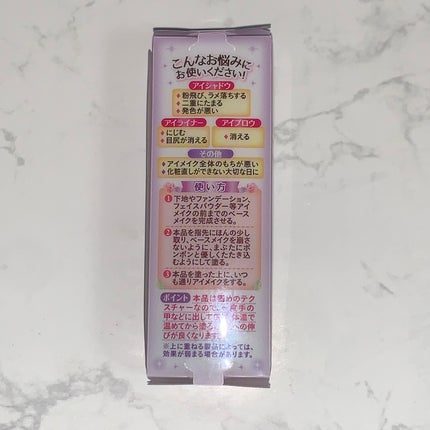 こんなお悩みに
お使いください！
アイシャドウ
粉飛び、ラメ落ちする
二重にたまる
発色が悪い
アイライナー
にじむ
目尻が消える
アイブロウ
消える
その他
アイメイク全体のもちが悪い
化粧直しができない大切な日に
使い方
1 下地やファンデーション、
フェイスパウダー等アイ
メイクの前までのベース
メイクを完成させる。
2 本品を指先にほんの少し
取り、ベースメイクを崩さ
ないように、まぶたにポ
ンポンと優しくたたき込
むようにして塗る。
3 本品を塗った上に、いつ
も通りアイメイクをする。
ポイント 本品は固めのテク
スチャーなので、手
の甲などに出して 体温で
温めてから塗る の伸
びが良くなります。
※上に重ねる製品によっては、
効果が弱まる場合があります。